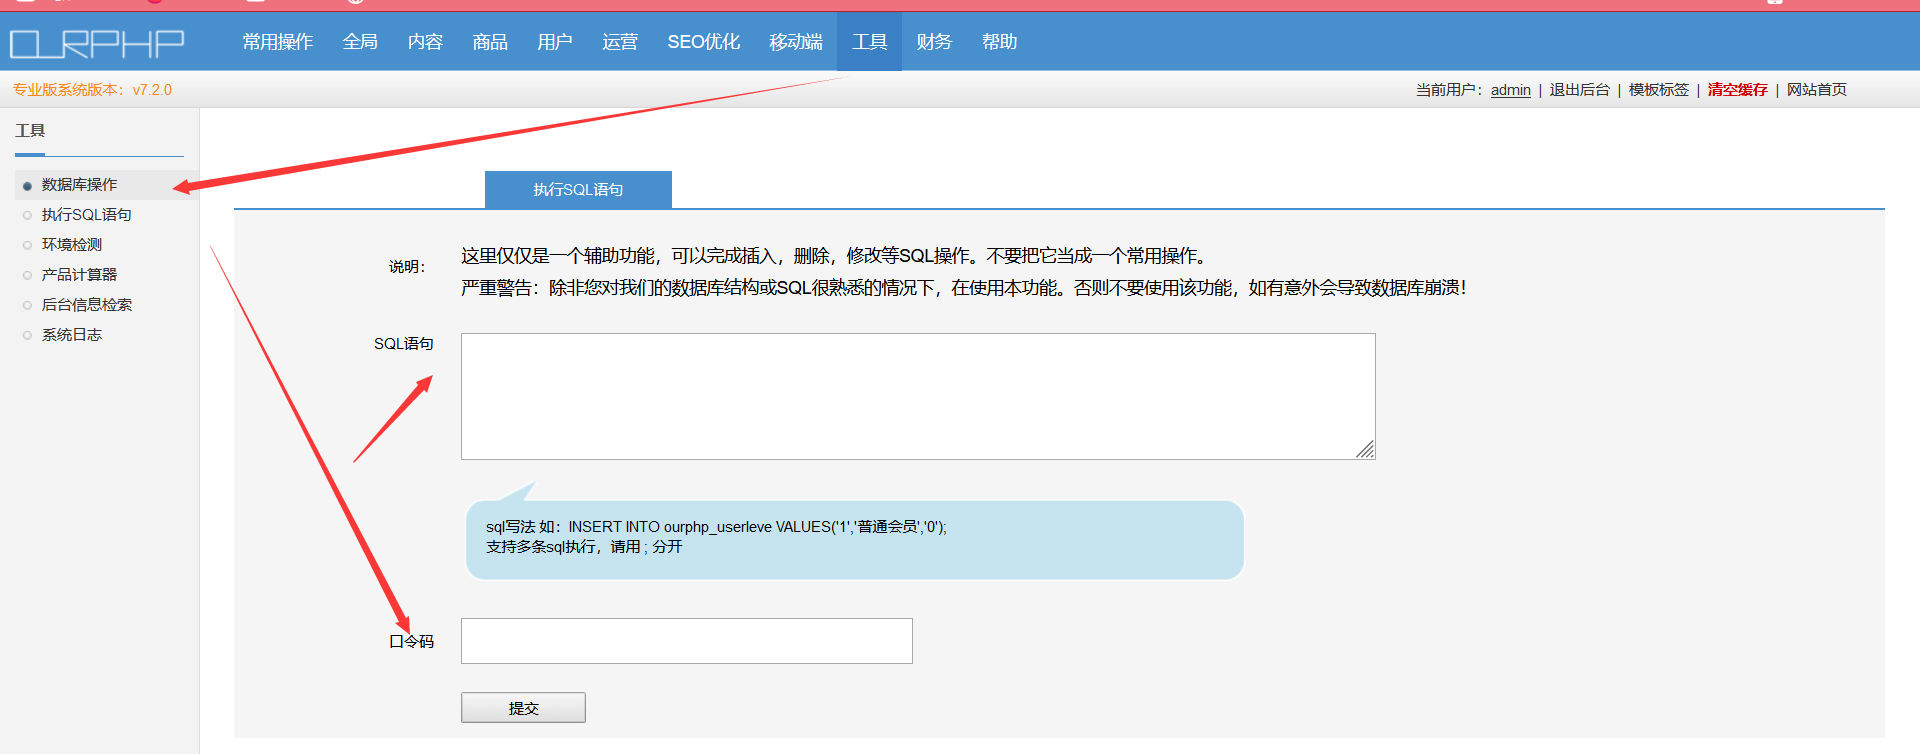 OURPHP
常用操作 全局 内容 商品 用户 运营 SEO优化 移动端 工具 财务 帮助
专业版系统版本：v7.2.0
当前用户：admin | 退出后台 | 模板标签 | 清空缓存 | 网站首页
工具
数据库操作
执行SQL语句
环境检测
产品计算器
后台信息检索
系统日志
执行SQL语句
说明：
这里仅仅是一个辅助功能，可以完成插入，删除，修改等SQL操作。不要把它当成一个常用操作。
严重警告：除非您对我们的数据库结构或SQL很熟悉的情况下，在使用本功能。否则不要使用该功能，如有意外会导致数据库崩溃！
SQL语句
sql写法 如：INSERT INTO ourphp_userleve VALUES('1','普通会员','0');
支持多条sql执行，请用 ; 分开
口令码
提交